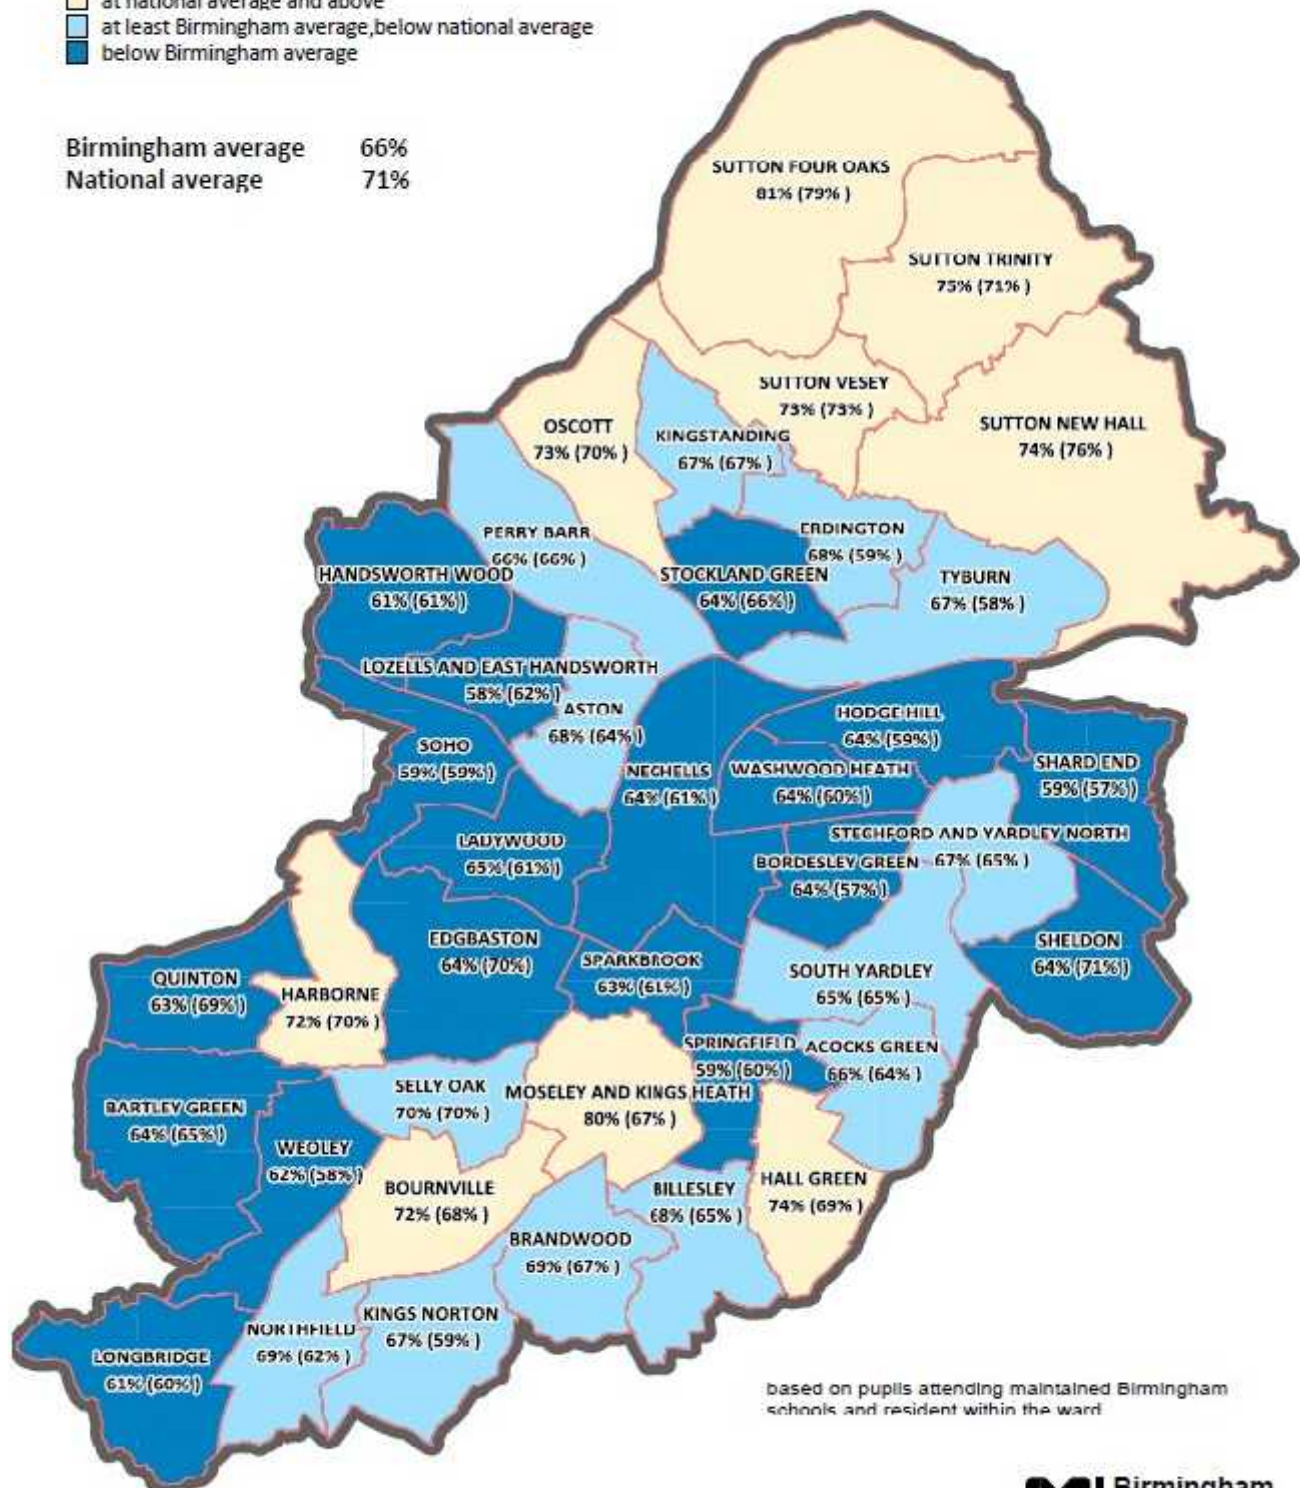 at national average and above
at least Birmingham average,below national average
below Birmingham average
Birmingham average 66%
National average 71%
SUTTON FOUR OAKS
81% (79% )
SUTTON TRINITY
75% (71% )
SUTTON VESEY
73% (73% )
SUTTON NEW HALL
74% (76% )
OSCOTT
73% (70% )
KINGSTANDING
67% (67% )
PERRY BARR
66% (66% )
ERDINGTON
68% (59% )
HANDSWORTH WOOD
61% (61% )
STOCKLAND GREEN
64% (66% )
TYBURN
67% (58% )
LOZELLS AND EAST HANDSWORTH
58% (62% )
ASTON
68% (64% )
HODGE HILL
64% (59% )
SOHO
59% (59% )
NECHELLS
64% (61% )
WASHWOOD HEATH
64% (60% )
SHARD END
59% (57% )
LADYWOOD
65% (61% )
STECHFORD AND YARDLEY NORTH
67% (65% )
BORDESLEY GREEN
64% (57% )
EDGBASTON
64% (70%)
SPARKBROOK
63% (61% )
SOUTH YARDLEY
65% (65% )
SHELDON
64% (71% )
QUINTON
63% (69% )
HARBORNE
72% (70% )
SPRINGFIELD
59% (60% )
ACOCKS GREEN
66% (64% )
SELLY OAK
70% (70% )
MOSELEY AND KINGS HEATH
80% (67% )
BARTLEY GREEN
64% (65% )
WEOLEY
62% (58% )
BOURNVILLE
72% (68% )
BILLESLEY
68% (65% )
HALL GREEN
74% (69% )
BRANDWOOD
69% (67% )
KINGS NORTON
67% (59% )
NORTHFIELD
69% (62% )
LONGBRIDGE
61% (60% )
based on pupils attending maintained Birmingham
schools and resident within the ward
Birmingham